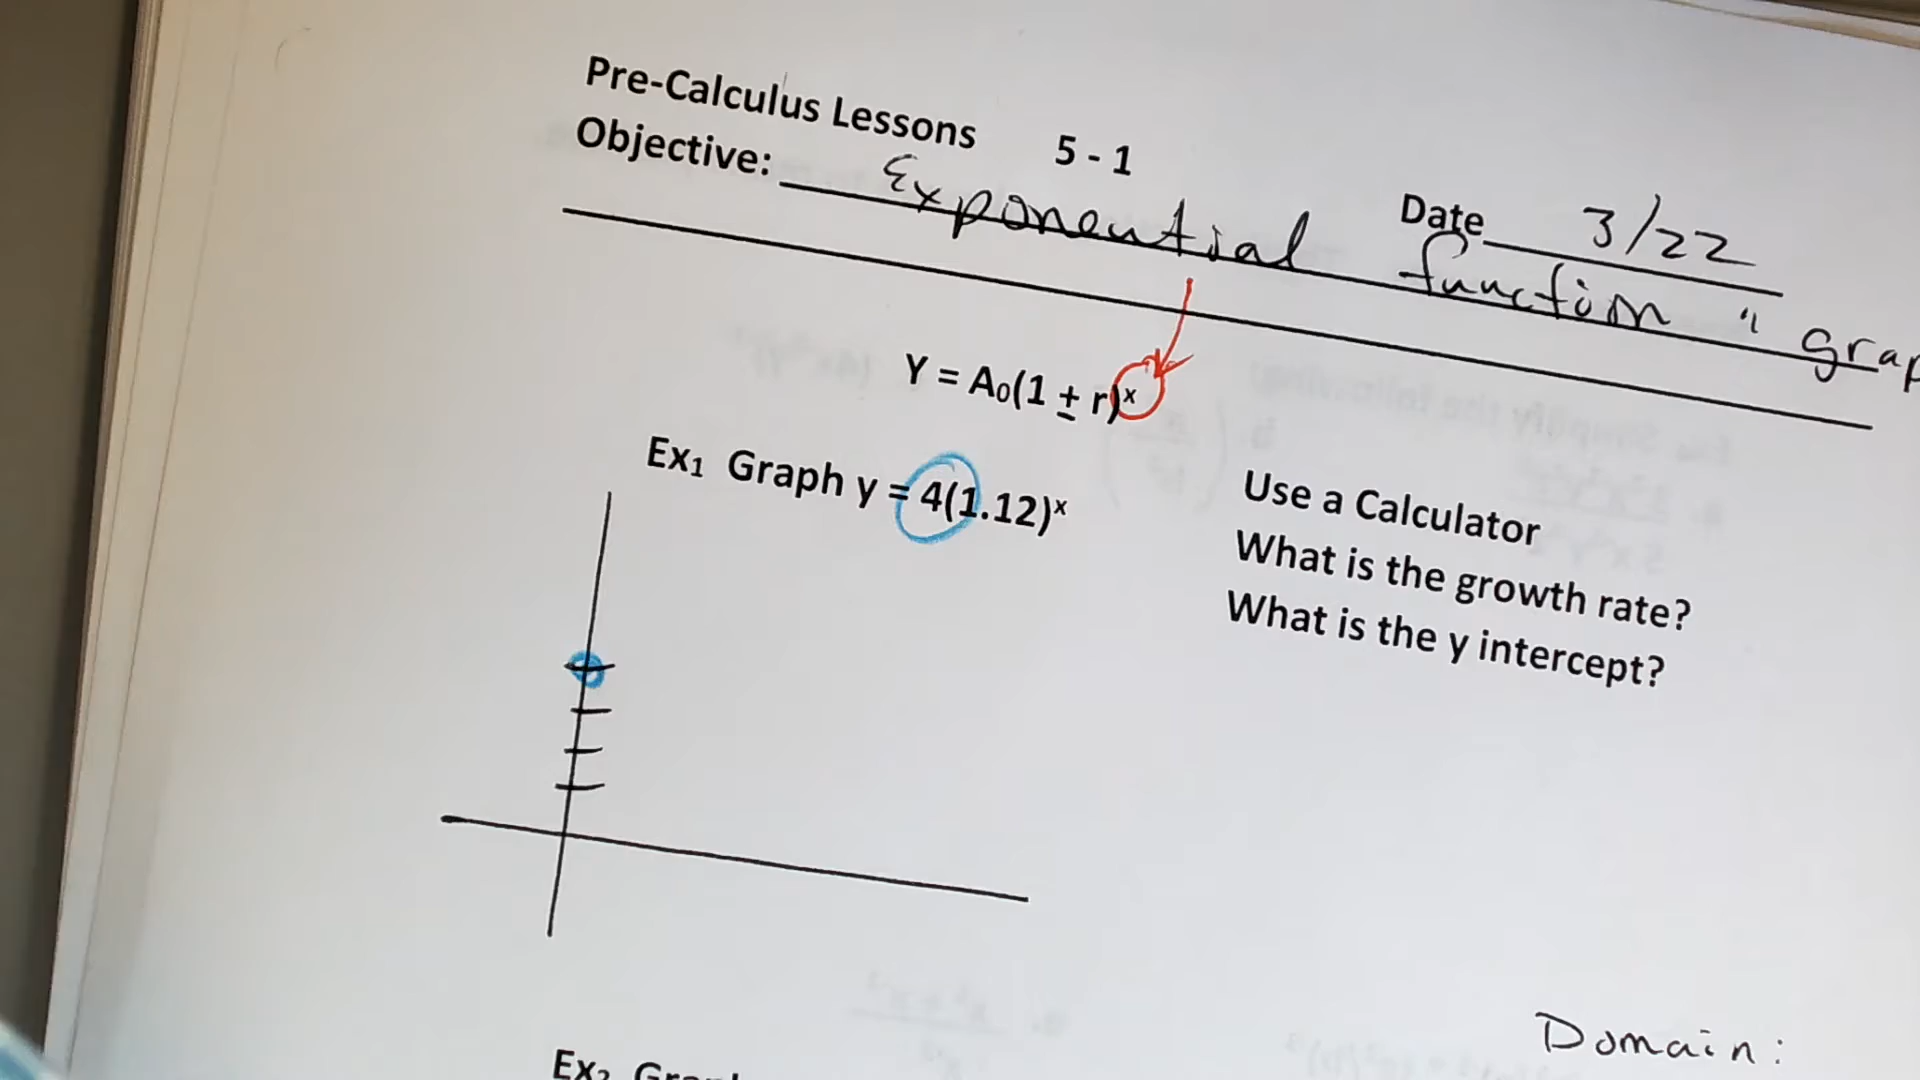 Pre-Calculus Lessons 5 - 1
Date 3/22
Objective: Exponential function " grap
Y = A₀(1 ± r)ˣ
Ex₁ Graph y = 4(1.12)ˣ
Use a Calculator
What is the growth rate?
What is the y intercept?
Domain:
Ex₂